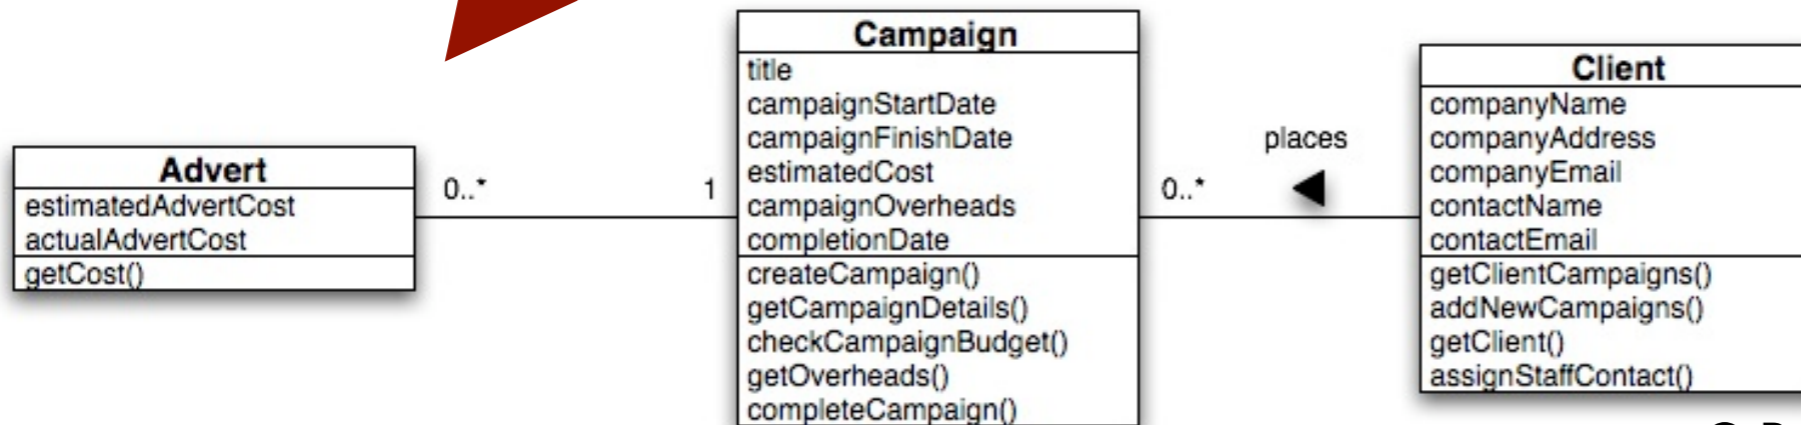 Advert
estimatedAdvertCost
actualAdvertCost
getCost()
0..*
1
Campaign
title
campaignStartDate
campaignFinishDate
estimatedCost
campaignOverheads
completionDate
createCampaign()
getCampaignDetails()
checkCampaignBudget()
getOverheads()
completeCampaign()
0..*
places
Client
companyName
companyAddress
companyEmail
contactName
contactEmail
getClientCampaigns()
addNewCampaigns()
getClient()
assignStaffContact()